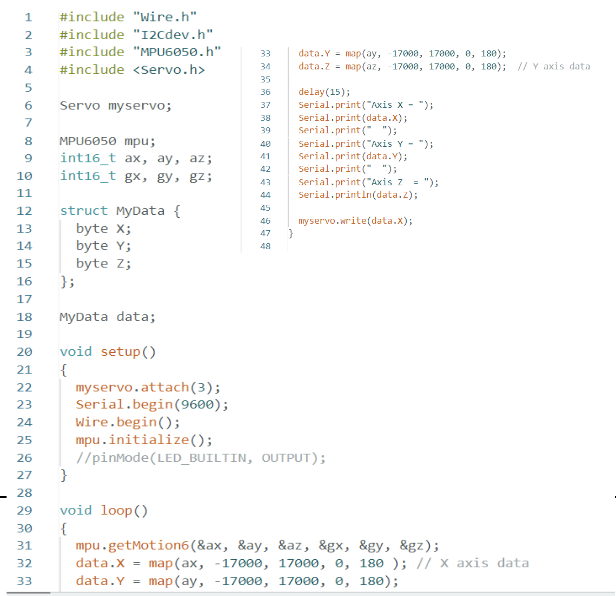 1 #include "Wire.h"
2 #include "I2Cdev.h"
3 #include "MPU6050.h"
4 #include <Servo.h>
5
6 Servo myservo;
7
8 MPU6050 mpu;
9 int16_t ax, ay, az;
10 int16_t gx, gy, gz;
11
12 struct MyData {
13 byte X;
14 byte Y;
15 byte Z;
16 };
17
18 MyData data;
19
20 void setup()
21 {
22 myservo.attach(3);
23 Serial.begin(9600);
24 Wire.begin();
25 mpu.initialize();
26 //pinMode(LED_BUILTIN, OUTPUT);
27 }
28
29 void loop()
30 {
31 mpu.getMotion6(&ax, &ay, &az, &gx, &gy, &gz);
32 data.X = map(ax, -17000, 17000, 0, 180 ); // X axis data
33 data.Y = map(ay, -17000, 17000, 0, 180);
33 data.Y = map(ay, -17000, 17000, 0, 180);
34 data.Z = map(az, -17000, 17000, 0, 180); // Y axis data
35
36 delay(15);
37 Serial.print("Axis X = ");
38 Serial.print(data.X);
39 Serial.print(" ");
40 Serial.print("Axis Y = ");
41 Serial.print(data.Y);
42 Serial.print(" ");
43 Serial.print("Axis Z = ");
44 Serial.println(data.Z);
45
46 myservo.write(data.X);
47 }
48